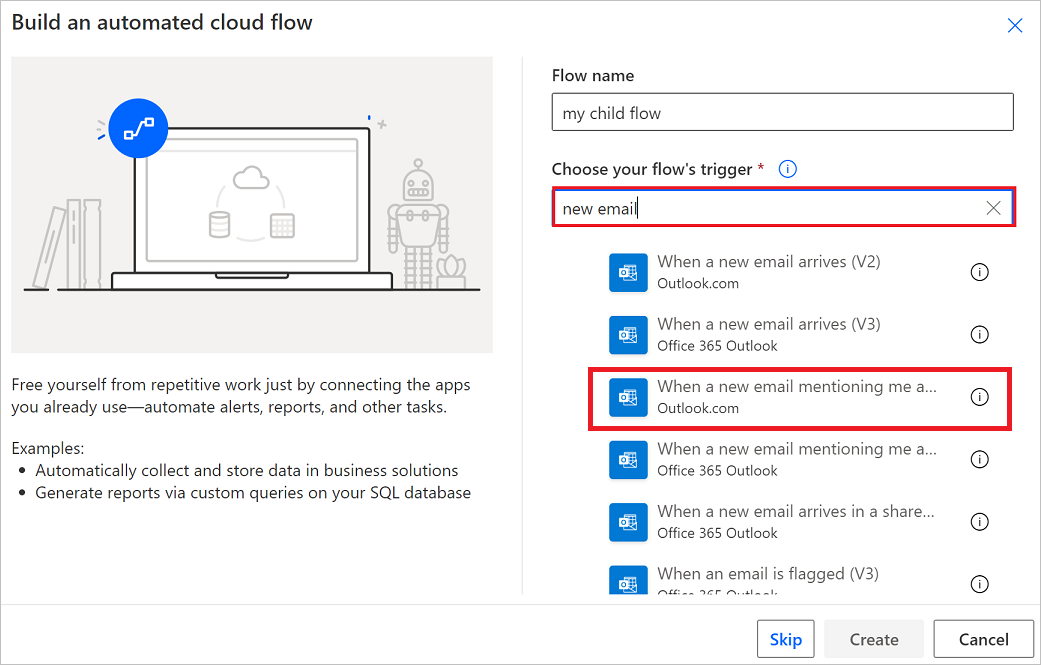 Build an automated cloud flow
Free yourself from repetitive work just by connecting the apps
you already use—automate alerts, reports, and other tasks.
Examples:
• Automatically collect and store data in business solutions
• Generate reports via custom queries on your SQL database
Flow name
my child flow
Choose your flow's trigger *
new email
When a new email arrives (V2)
Outlook.com
When a new email arrives (V3)
Office 365 Outlook
When a new email mentioning me a...
Outlook.com
When a new email mentioning me a...
Office 365 Outlook
When a new email arrives in a share...
Office 365 Outlook
When an email is flagged (V3)
Office 365 Outlook
Skip
Create
Cancel